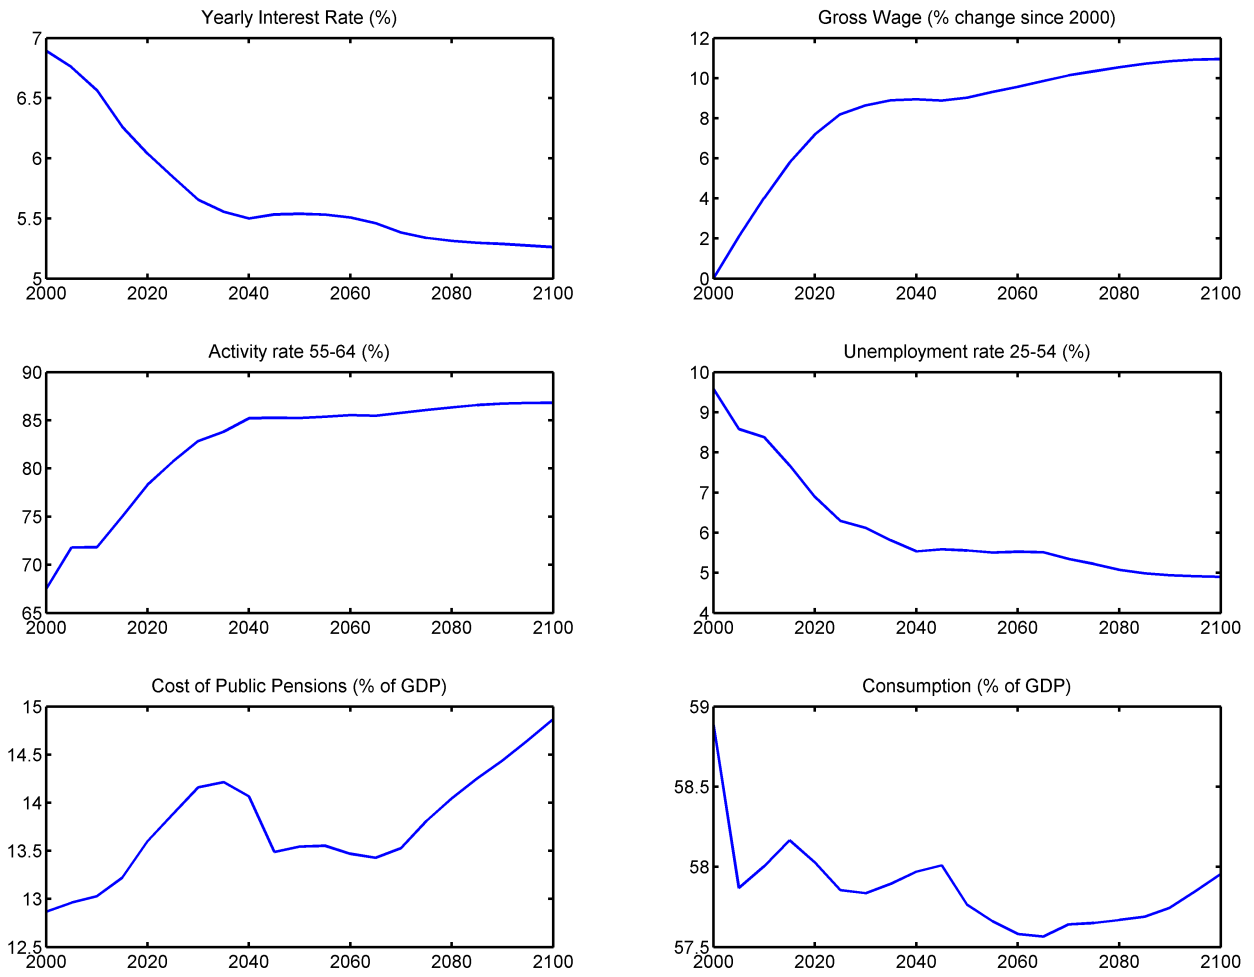 Yearly Interest Rate (%)
7
6.5
6
5.5
5
2000 2020 2040 2060 2080 2100
Gross Wage (% change since 2000)
12
10
8
6
4
2
0
2000 2020 2040 2060 2080 2100
Activity rate 55-64 (%)
90
85
80
75
70
65
2000 2020 2040 2060 2080 2100
Unemployment rate 25-54 (%)
10
9
8
7
6
5
4
2000 2020 2040 2060 2080 2100
Cost of Public Pensions (% of GDP)
15
14.5
14
13.5
13
12.5
2000 2020 2040 2060 2080 2100
Consumption (% of GDP)
59
58.5
58
57.5
2000 2020 2040 2060 2080 2100